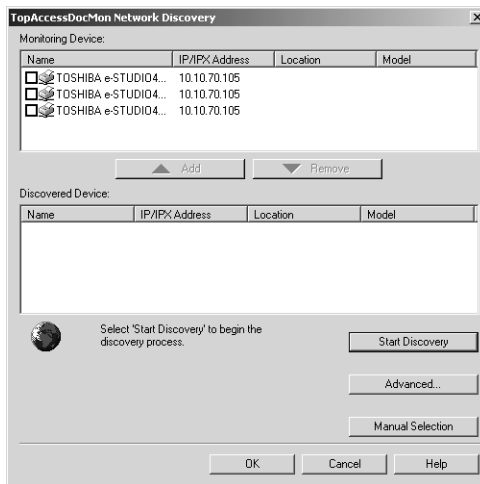 TopAccessDocMon Network Discovery
Monitoring Device:
Name IP/IPX Address Location Model
TOSHIBA e-STUDIO4... 10.10.70.105
TOSHIBA e-STUDIO4... 10.10.70.105
TOSHIBA e-STUDIO4... 10.10.70.105
Add Remove
Discovered Device:
Name IP/IPX Address Location Model
Select 'Start Discovery' to begin the
discovery process.
Start Discovery
Advanced...
Manual Selection
OK Cancel Help